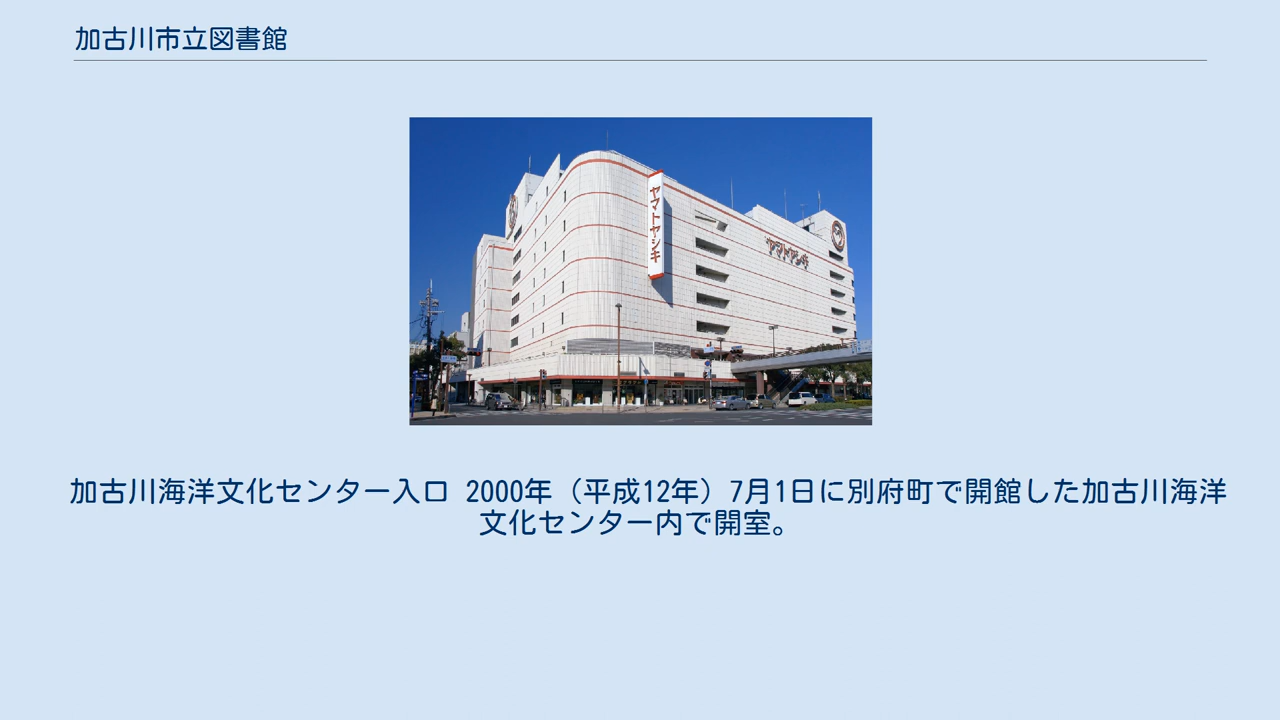 加古川市立図書館
ヤマトヤシキ
ヤマトヤシキ
加古川海洋文化センター入口 2000年（平成12年）7月1日に別府町で開館した加古川海洋
文化センター内で開室。